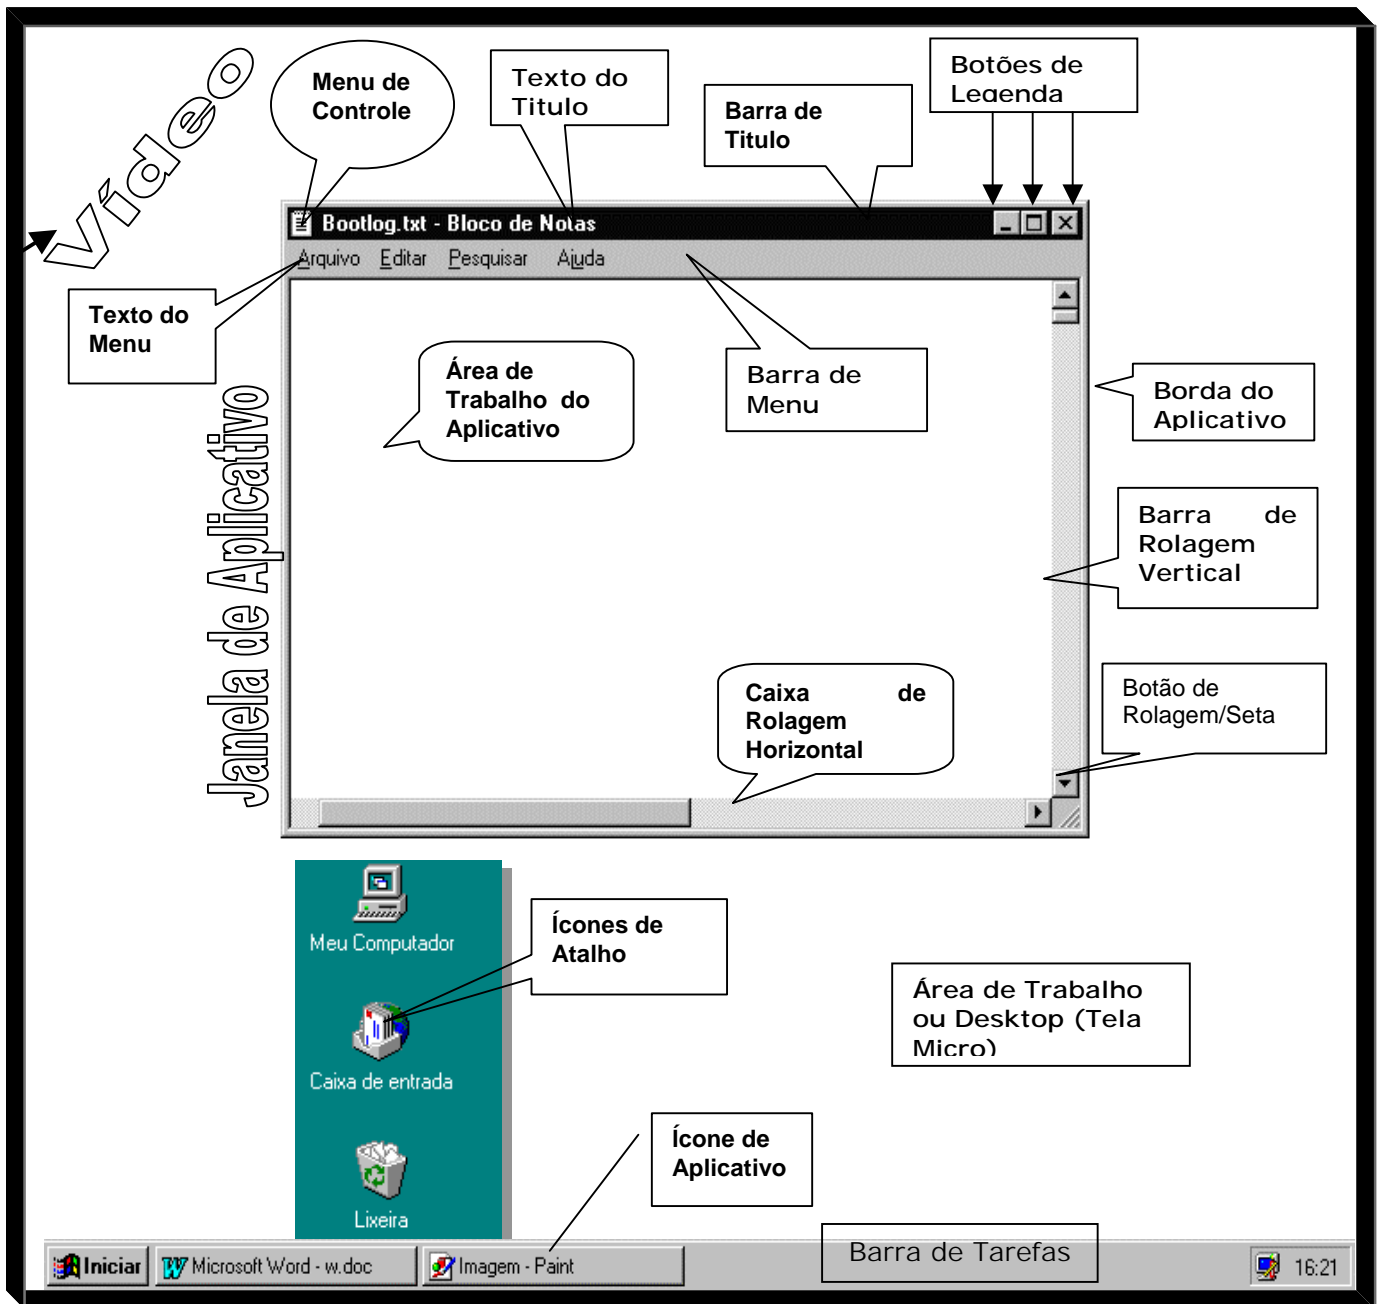 Vídeo
Menu de
Controle
Texto do
Titulo
Barra de
Titulo
Botões de
Legenda
Bootlog.txt - Bloco de Notas
Arquivo Editar Pesquisar Ajuda
Texto do
Menu
Área de
Trabalho do
Aplicativo
Barra de
Menu
Borda do
Aplicativo
Janela de Aplicativo
Barra de
Rolagem
Vertical
Caixa de
Rolagem
Horizontal
Botão de
Rolagem/Seta
Meu Computador
Ícones de
Atalho
Caixa de entrada
Área de Trabalho
ou Desktop (Tela
Micro)
Lixeira
Ícone de
Aplicativo
Barra de Tarefas
Iniciar
Microsoft Word - w.doc
Imagem - Paint
16:21